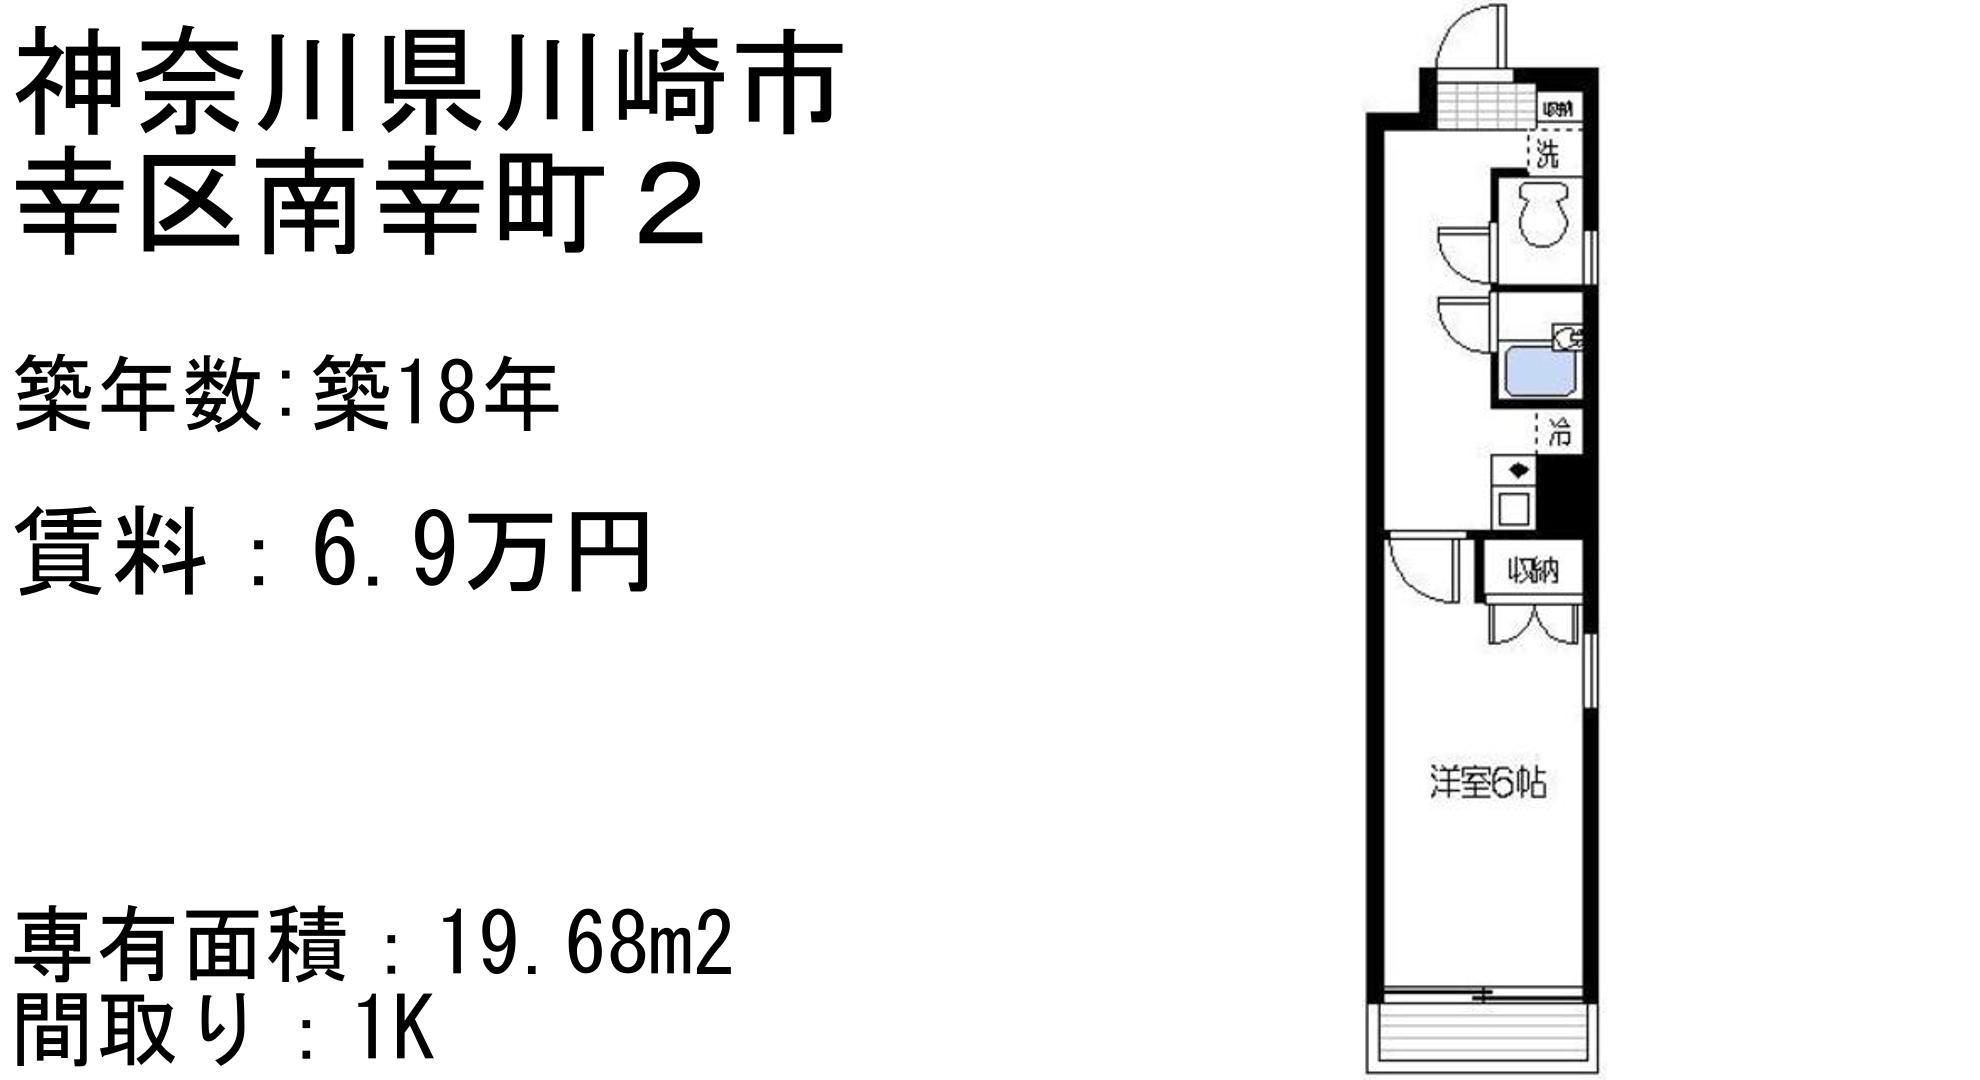 神奈川県川崎市
幸区南幸町２
築年数:築18年
賃料：6.9万円
専有面積：19.68m2
間取り：1K
収納
洗
冷
収納
洋室6帖